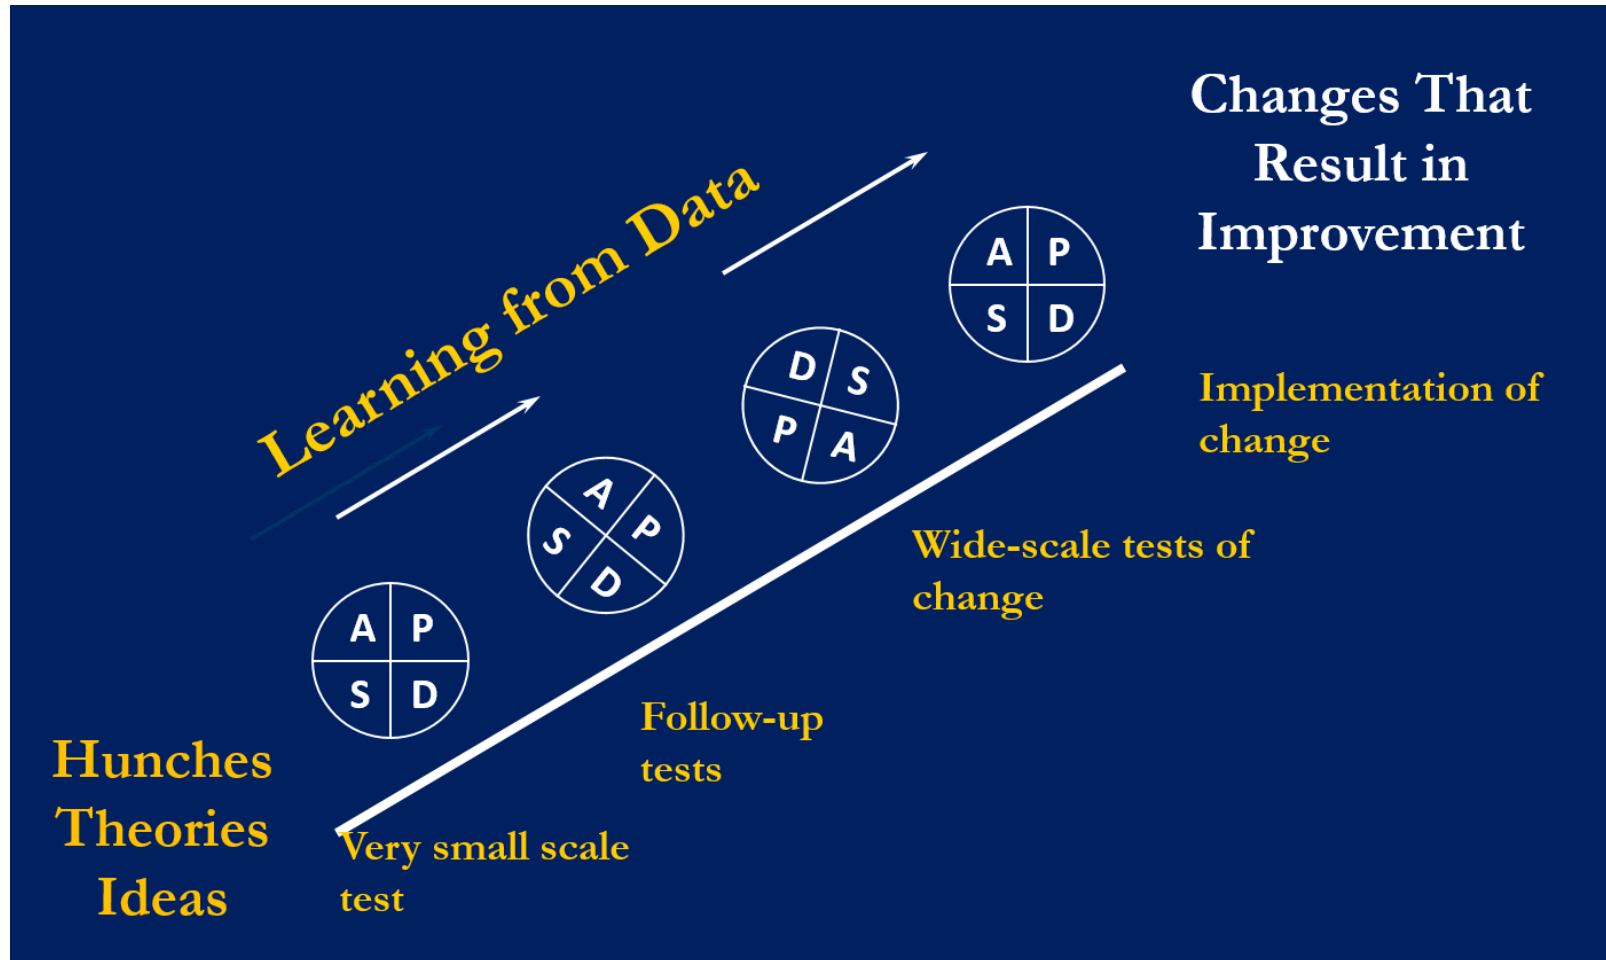 Changes That
Result in
Improvement
Learning from Data
A P
S D
D S
P A
A P
S D
A P
S D
Implementation of
change
Wide-scale tests of
change
Follow-up
tests
Very small scale
test
Hunches
Theories
Ideas